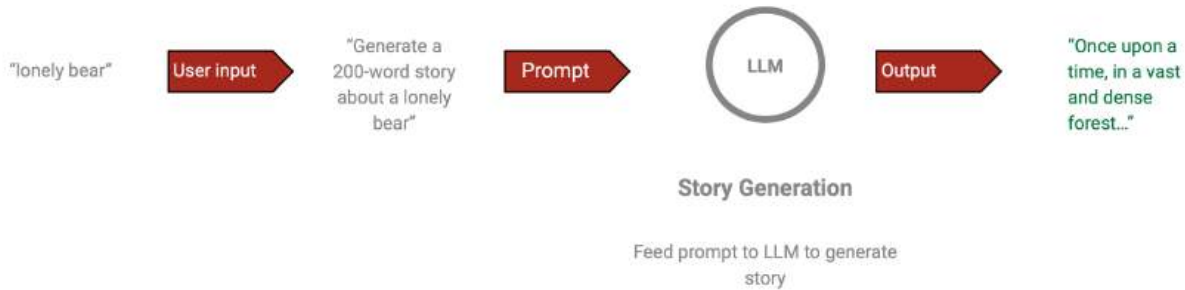 "lonely bear"
User input
"Generate a
200-word story
about a lonely
bear"
Prompt
LLM
Output
"Once upon a
time, in a vast
and dense
forest..."
Story Generation
Feed prompt to LLM to generate
story